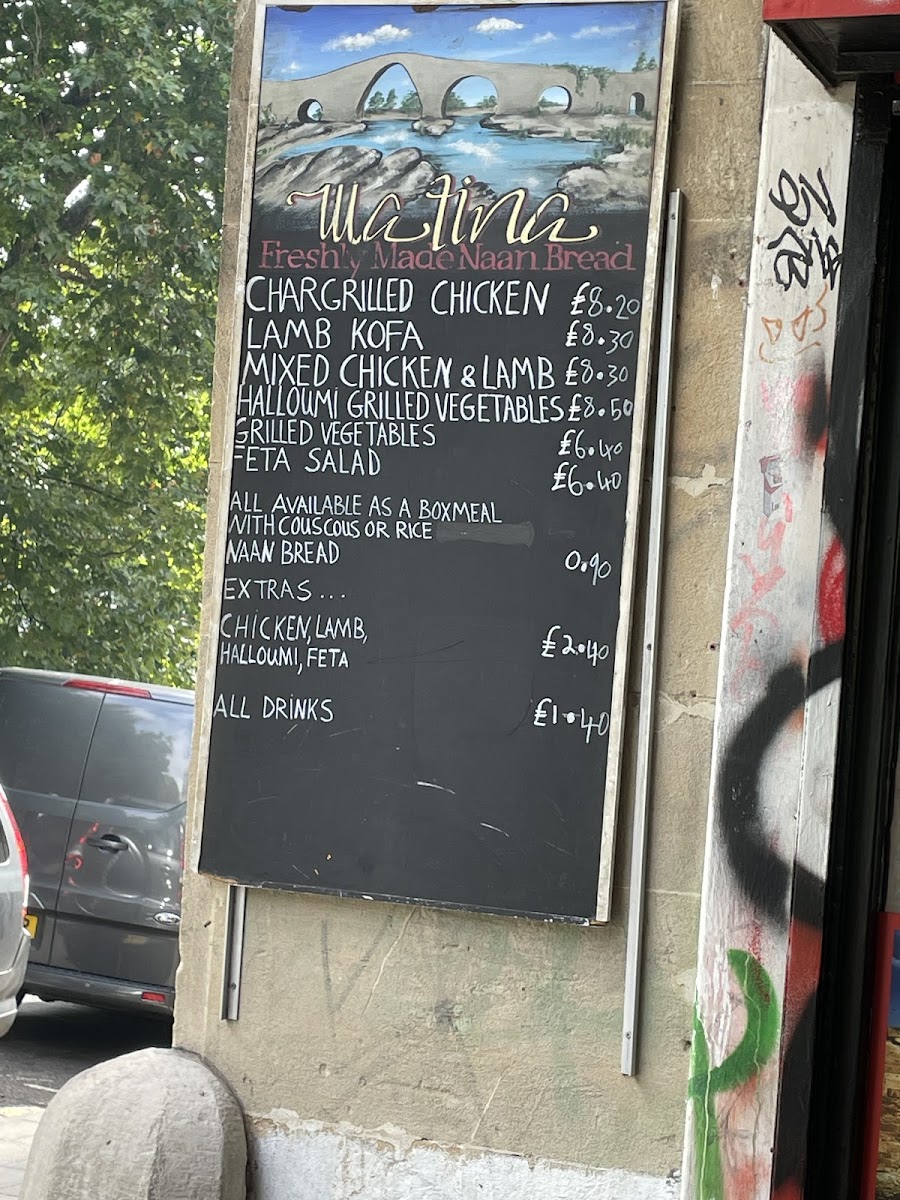 Matina
Freshly Made Naan Bread
CHARGRILLED CHICKEN £8.20
LAMB KOFA £8.30
MIXED CHICKEN & LAMB £8.30
HALLOUMI GRILLED VEGETABLES £8.50
GRILLED VEGETABLES £6.40
FETA SALAD £6.40
ALL AVAILABLE AS A BOXMEAL
WITH COUSCOUS OR RICE
NAAN BREAD 0.90
EXTRAS...
CHICKEN, LAMB,
HALLOUMI, FETA £2.40
ALL DRINKS £1.40